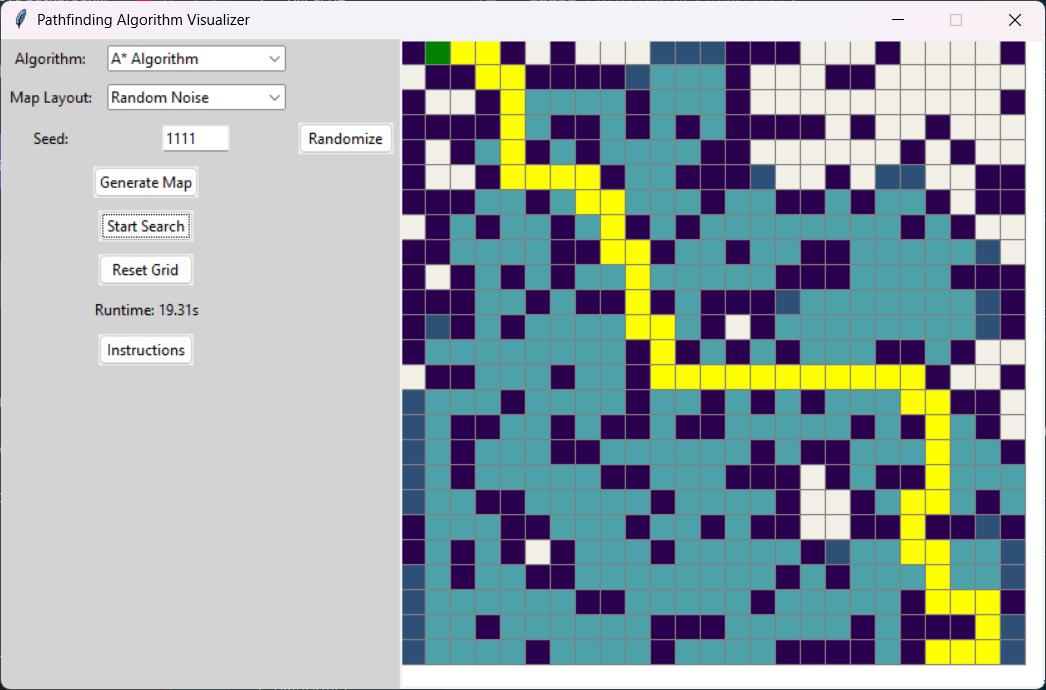 Pathfinding Algorithm Visualizer
Algorithm: A* Algorithm
Map Layout: Random Noise
Seed: 1111 Randomize
Generate Map
Start Search
Reset Grid
Runtime: 19.31s
Instructions